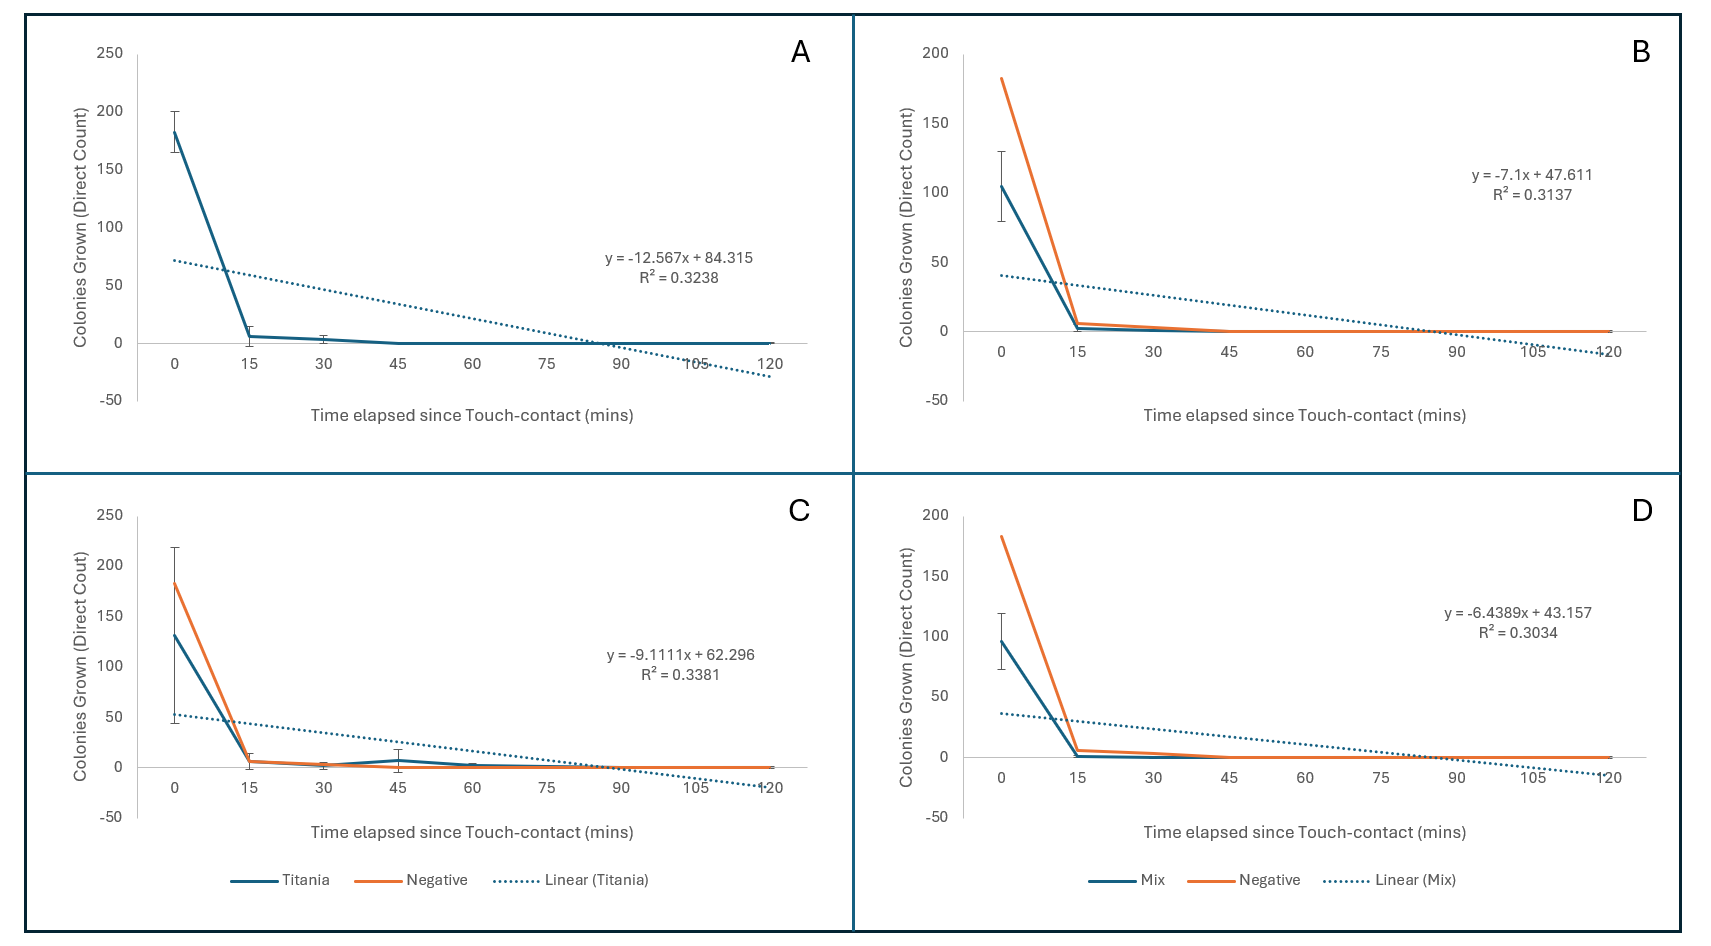 A
250
200
150
100
50
0
-50
Colonies Grown (Direct Count)
y = -12.567x + 84.315
R² = 0.3238
0 15 30 45 60 75 90 105 120
Time elapsed since Touch-contact (mins)
B
200
150
100
50
0
-50
Colonies Grown (Direct Count)
y = -7.1x + 47.611
R² = 0.3137
0 15 30 45 60 75 90 105 120
Time elapsed since Touch-contact (mins)
C
250
200
150
100
50
0
-50
Colonies Grown (Direct Cout)
y = -9.1111x + 62.296
R² = 0.3381
0 15 30 45 60 75 90 105 120
Time elapsed since Touch-contact (mins)
Titania Negative Linear (Titania)
D
200
150
100
50
0
-50
Colonies Grown (Direct Count)
y = -6.4389x + 43.157
R² = 0.3034
0 15 30 45 60 75 90 105 120
Time elapsed since Touch-contact (mins)
Mix Negative Linear (Mix)